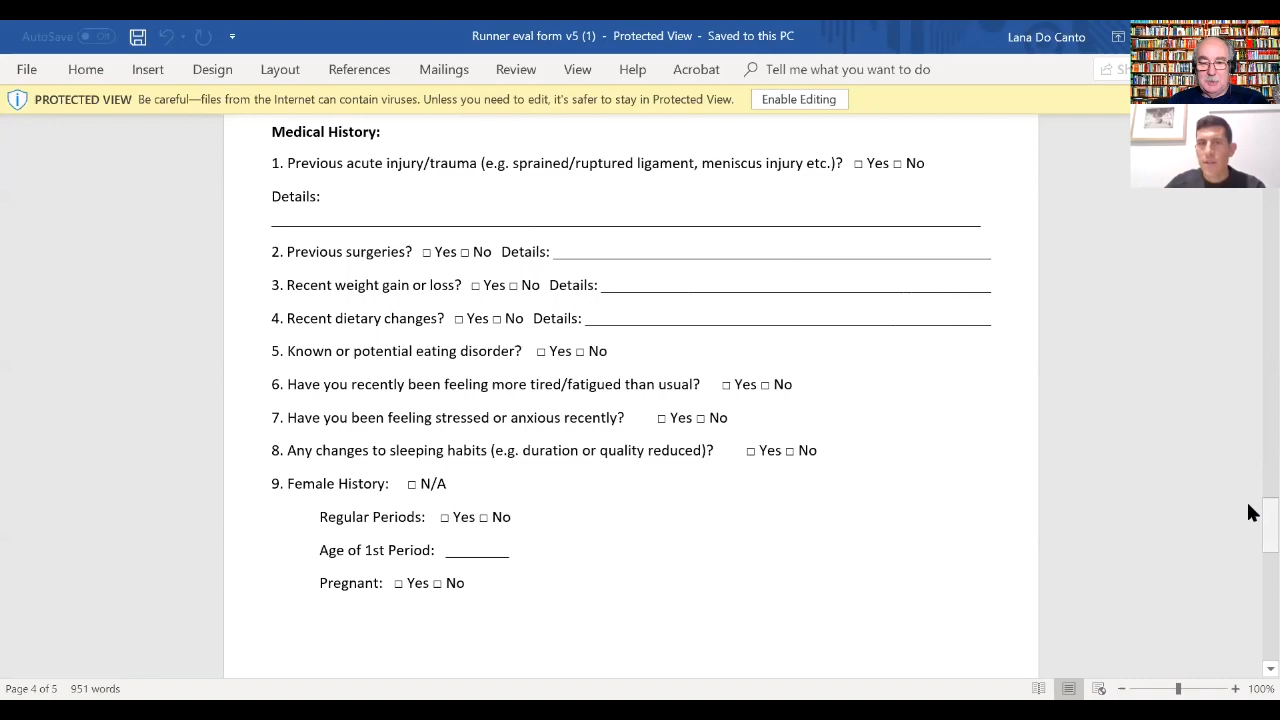 AutoSave Off Runner eval form v5 (1) - Protected View - Saved to this PC Lana Do Canto
File Home Insert Design Layout References Mailings Review View Help Acrobat Tell me what you want to do
PROTECTED VIEW Be careful—files from the Internet can contain viruses. Unless you need to edit, it's safer to stay in Protected View. Enable Editing
Medical History:
1. Previous acute injury/trauma (e.g. sprained/ruptured ligament, meniscus injury etc.)? □ Yes □ No
Details:
2. Previous surgeries? □ Yes □ No Details: ____
3. Recent weight gain or loss? □ Yes □ No Details: ____
4. Recent dietary changes? □ Yes □ No Details: ____
5. Known or potential eating disorder? □ Yes □ No
6. Have you recently been feeling more tired/fatigued than usual? □ Yes □ No
7. Have you been feeling stressed or anxious recently? □ Yes □ No
8. Any changes to sleeping habits (e.g. duration or quality reduced)? □ Yes □ No
9. Female History: □ N/A
Regular Periods: □ Yes □ No
Age of 1st Period: ____
Pregnant: □ Yes □ No
Page 4 of 5 951 words 100%